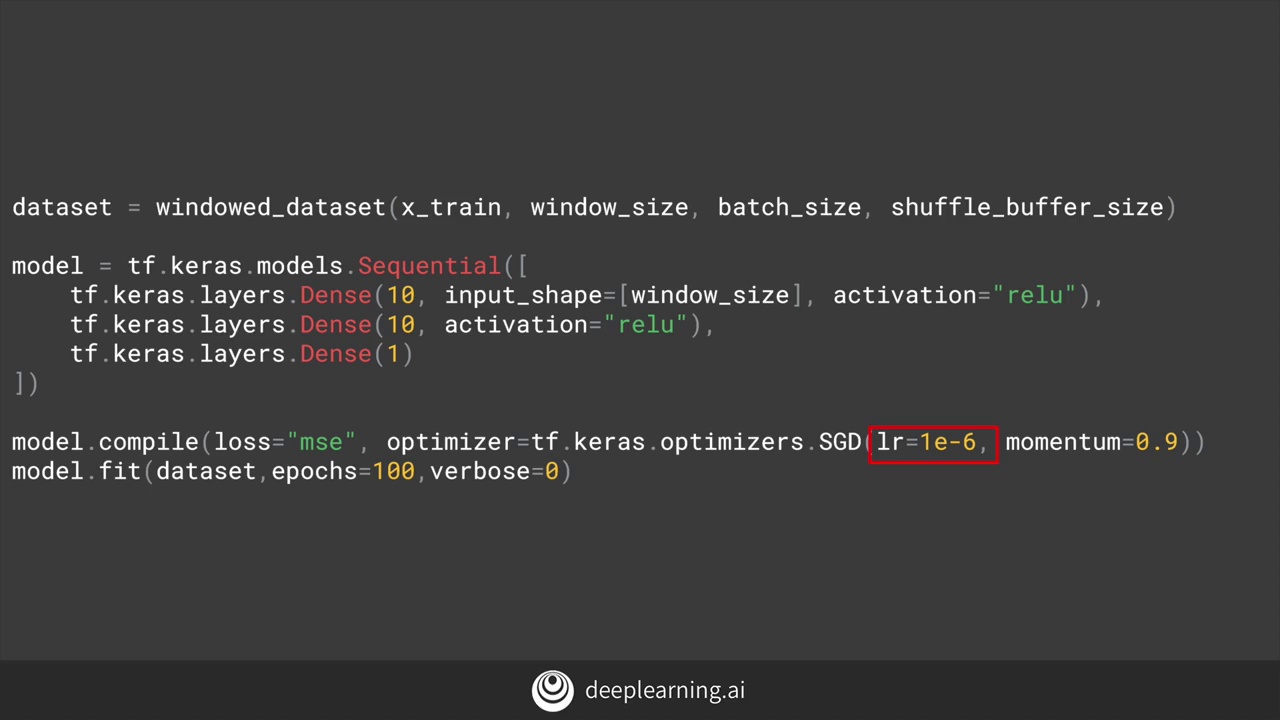 dataset = windowed_dataset(x_train, window_size, batch_size, shuffle_buffer_size)
model = tf.keras.models.Sequential([
    tf.keras.layers.Dense(10, input_shape=[window_size], activation="relu"),
    tf.keras.layers.Dense(10, activation="relu"),
    tf.keras.layers.Dense(1)
])
model.compile(loss="mse", optimizer=tf.keras.optimizers.SGD(lr=1e-6, momentum=0.9))
model.fit(dataset,epochs=100,verbose=0)
deeplearning.ai